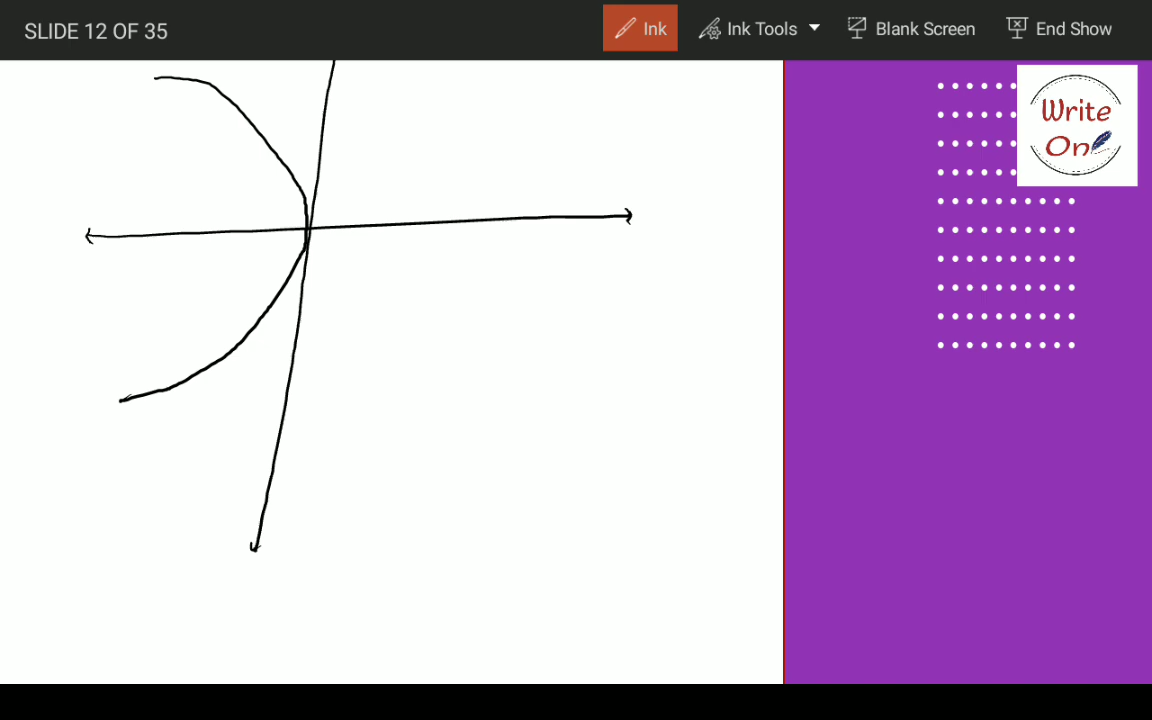 SLIDE 12 OF 35
Ink
Ink Tools
Blank Screen
End Show
Write
On